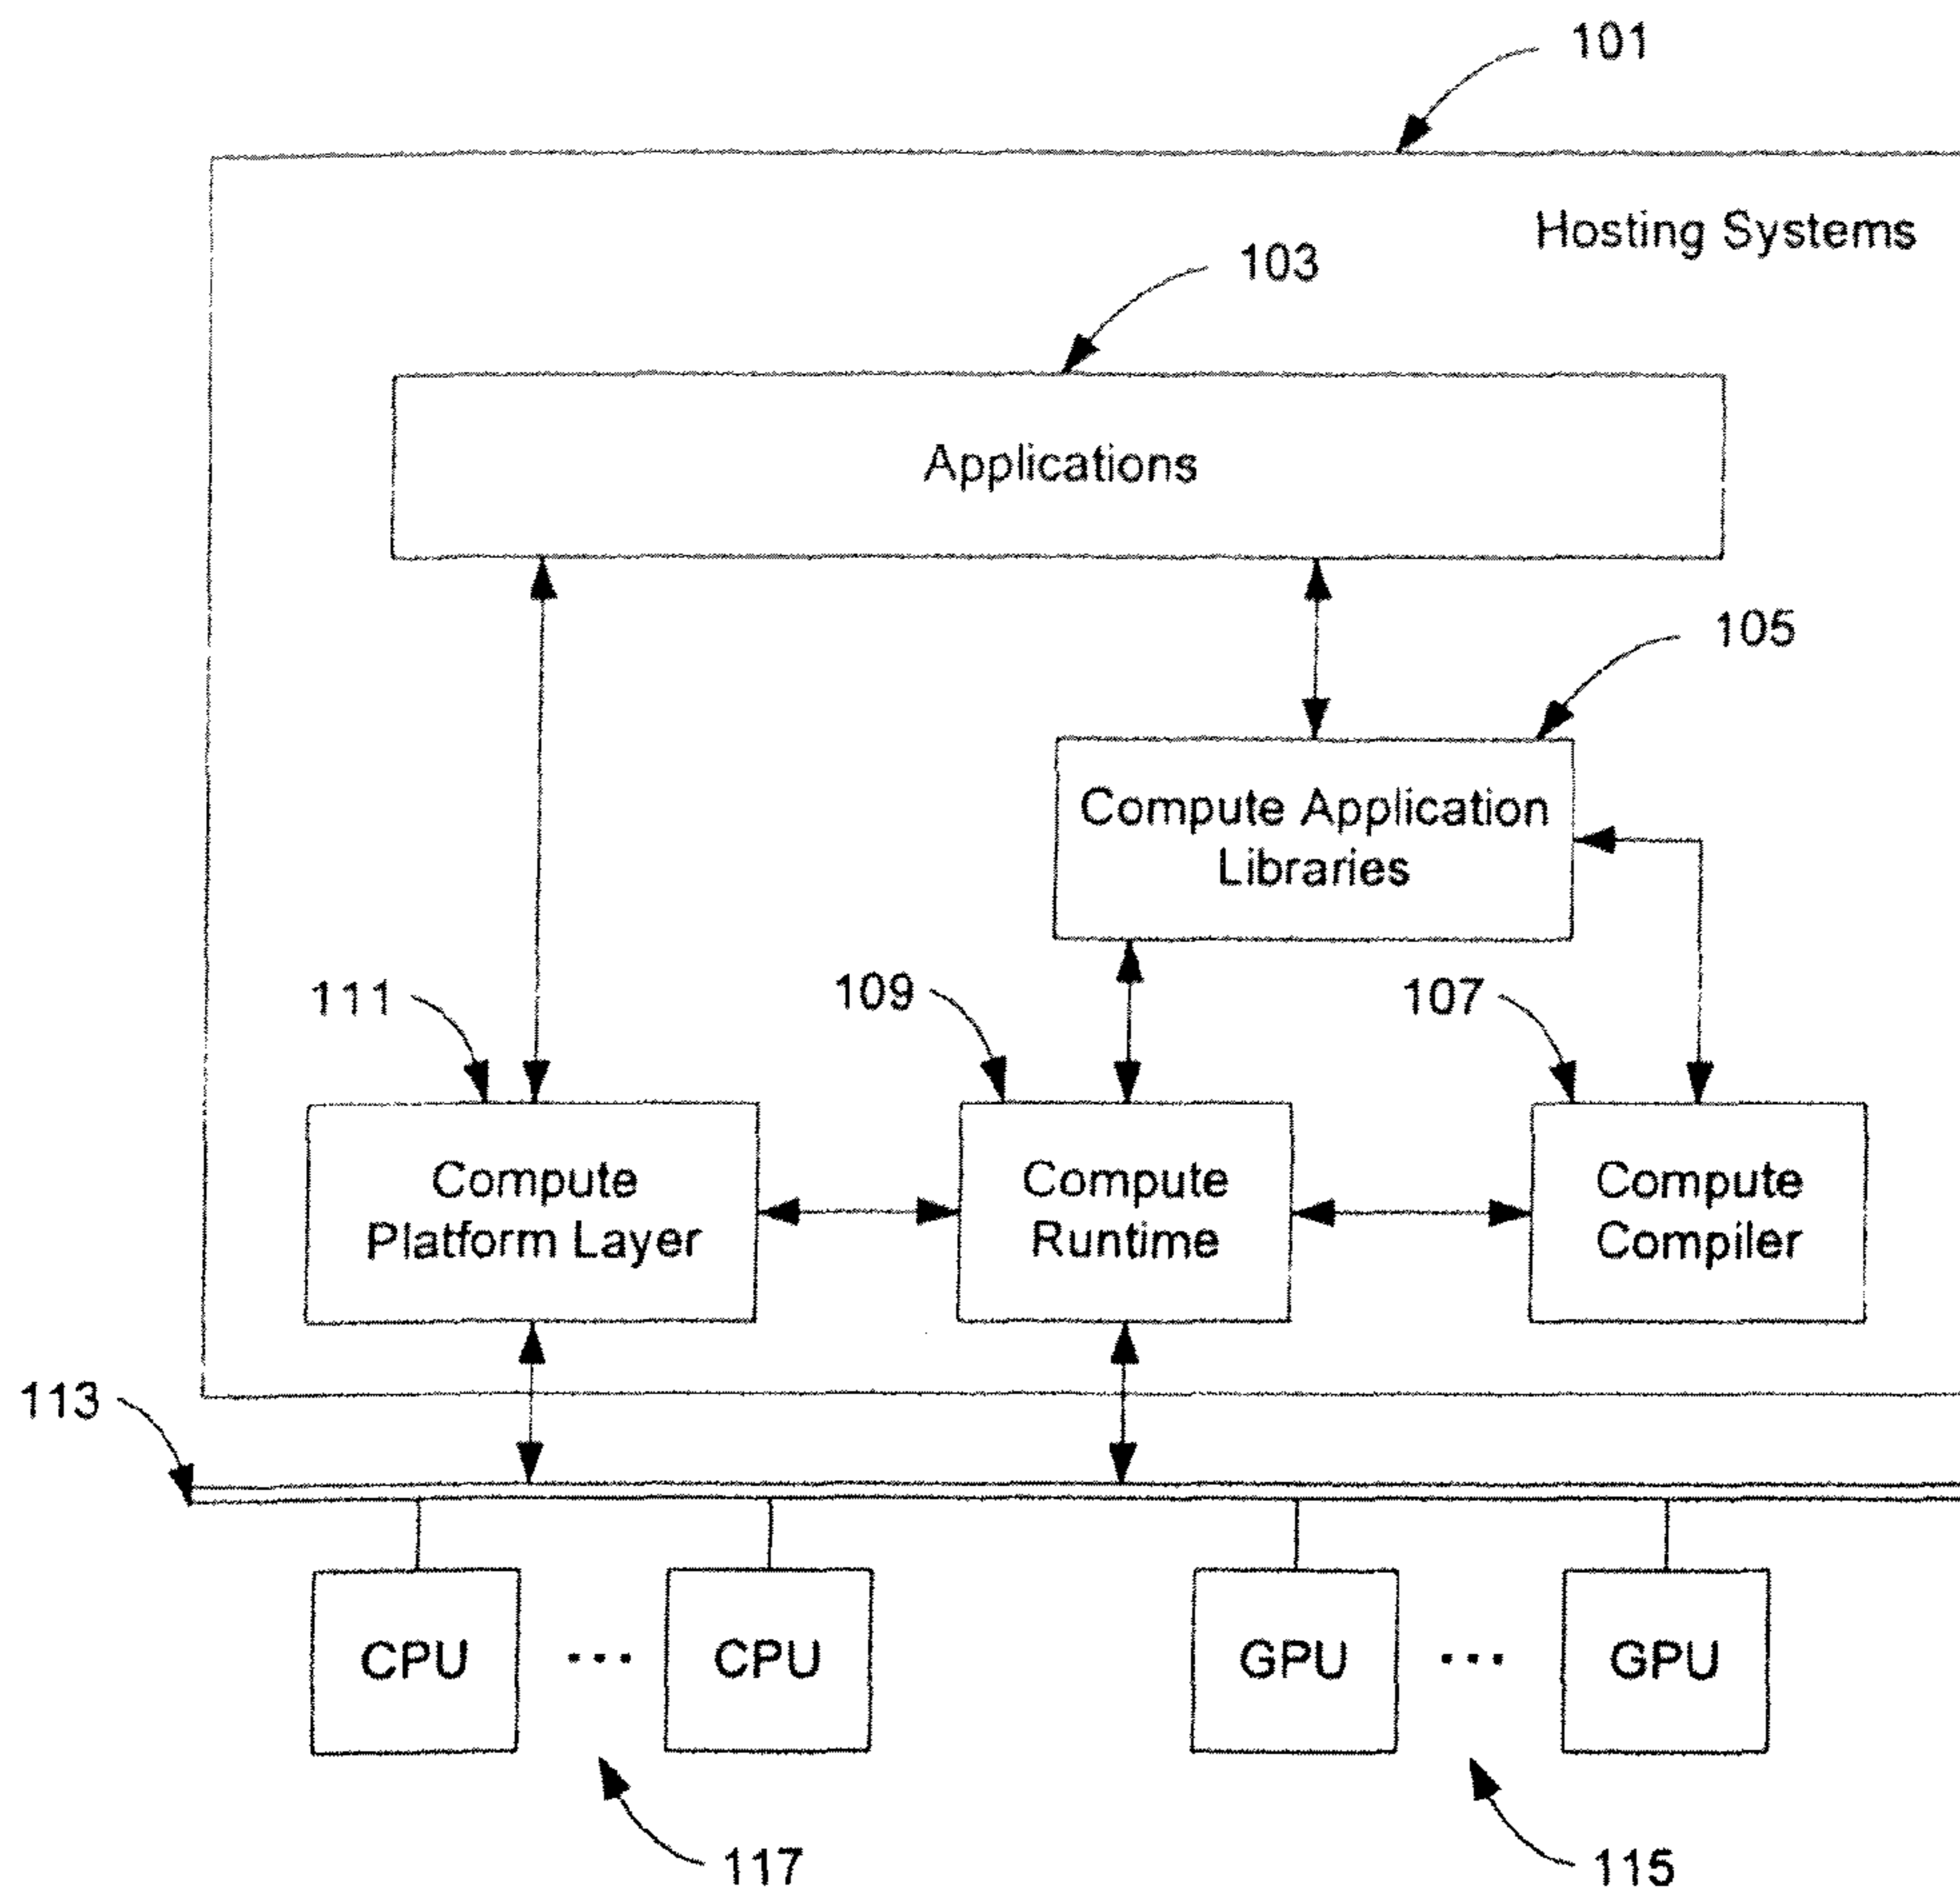 101
Hosting Systems
103
Applications
105
Compute Application
Libraries
111
109
107
Compute
Platform Layer
Compute
Runtime
Compute
Compiler
113
CPU
...
CPU
GPU
...
GPU
117
115